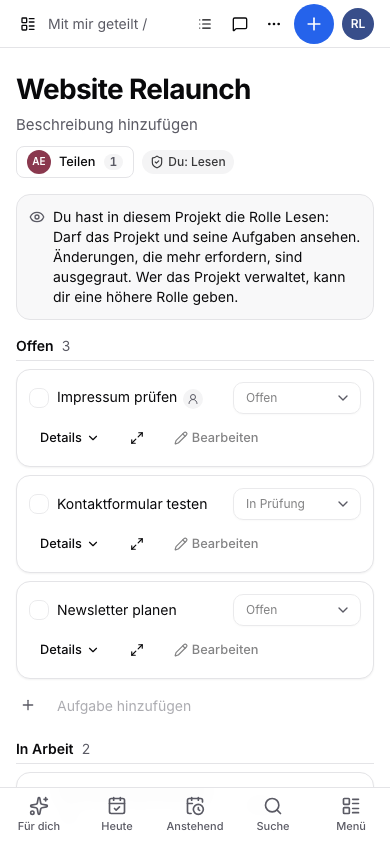 Mit mir geteilt /
RL
Website Relaunch
Beschreibung hinzufügen
AE Teilen 1
Du: Lesen
Du hast in diesem Projekt die Rolle Lesen:
Darf das Projekt und seine Aufgaben ansehen.
Änderungen, die mehr erfordern, sind
ausgegraut. Wer das Projekt verwaltet, kann
dir eine höhere Rolle geben.
Offen 3
Impressum prüfen
Offen
Details
Bearbeiten
Kontaktformular testen
In Prüfung
Details
Bearbeiten
Newsletter planen
Offen
Details
Bearbeiten
Aufgabe hinzufügen
In Arbeit 2
Für dich
Heute
Anstehend
Suche
Menü